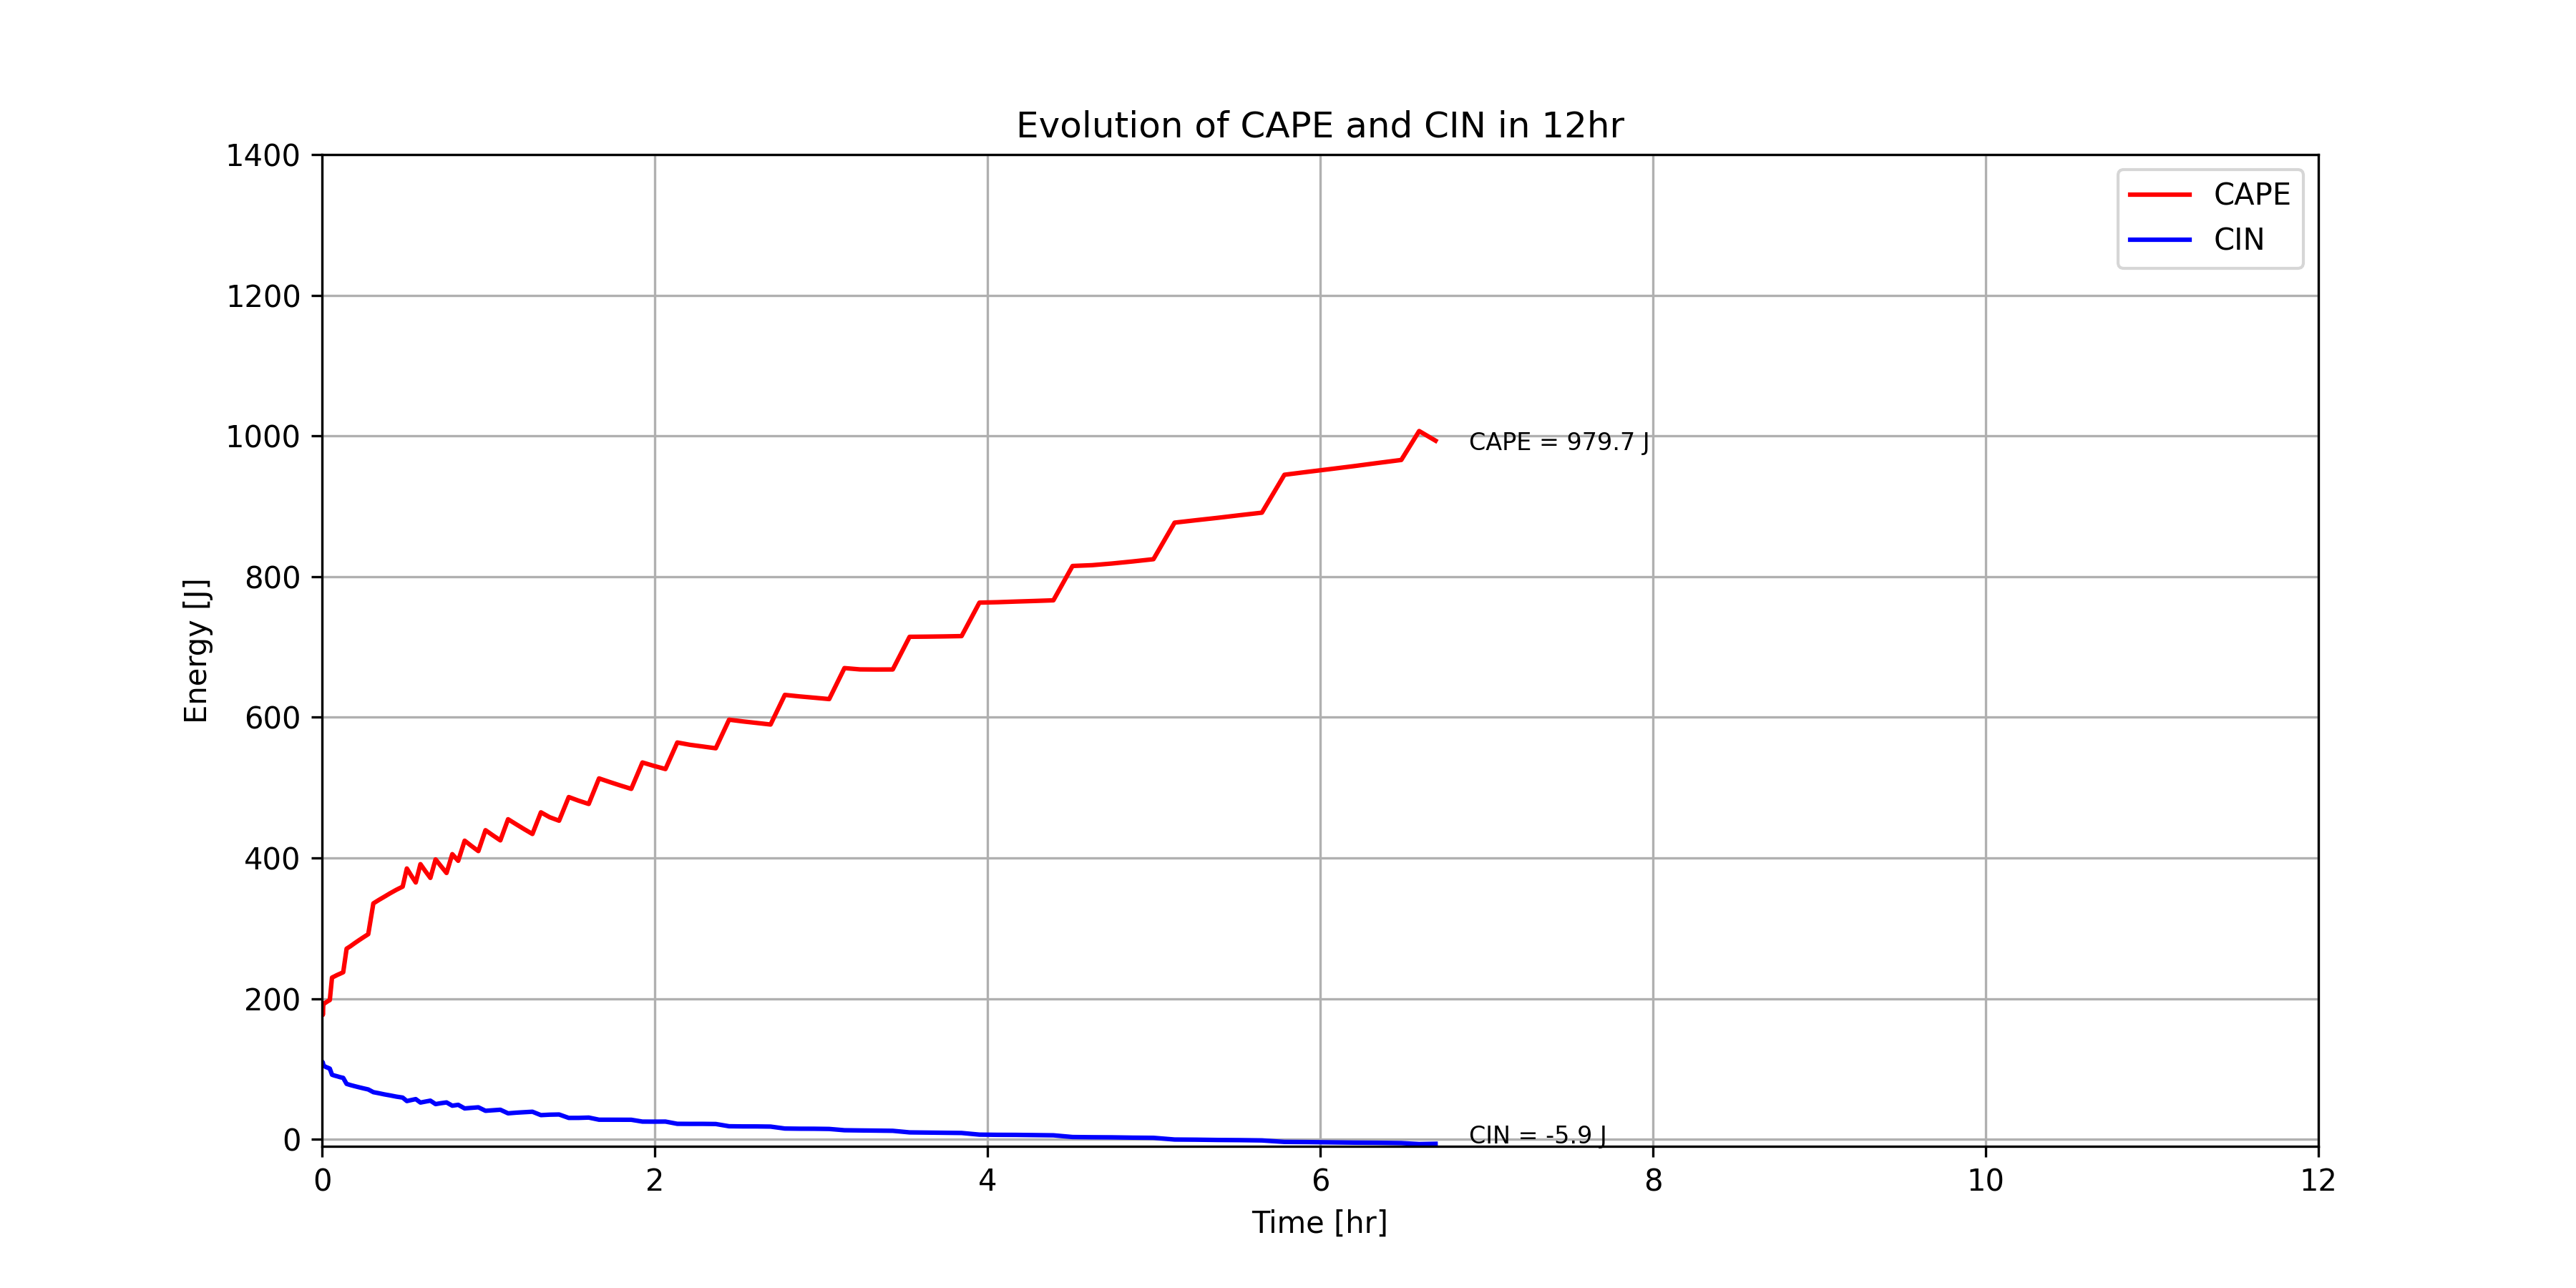 Evolution of CAPE and CIN in 12hr
1400
1200
1000
800
600
400
200
0
Energy [J]
CAPE
CIN
CAPE = 979.7 J
CIN = -5.9 J
0 2 4 6 8 10 12
Time [hr]